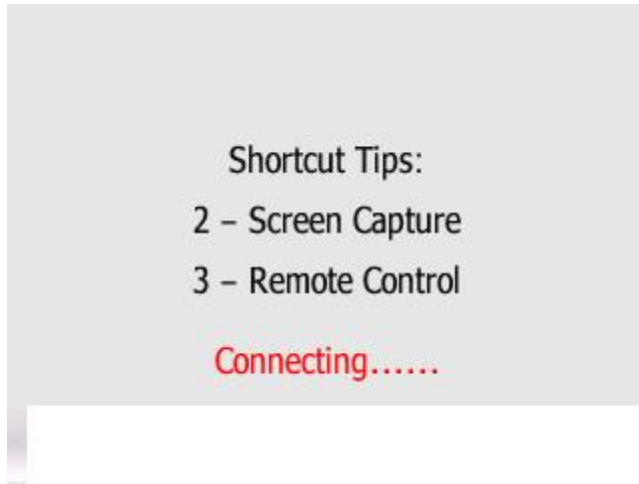 Shortcut Tips:
2 – Screen Capture
3 – Remote Control
Connecting......